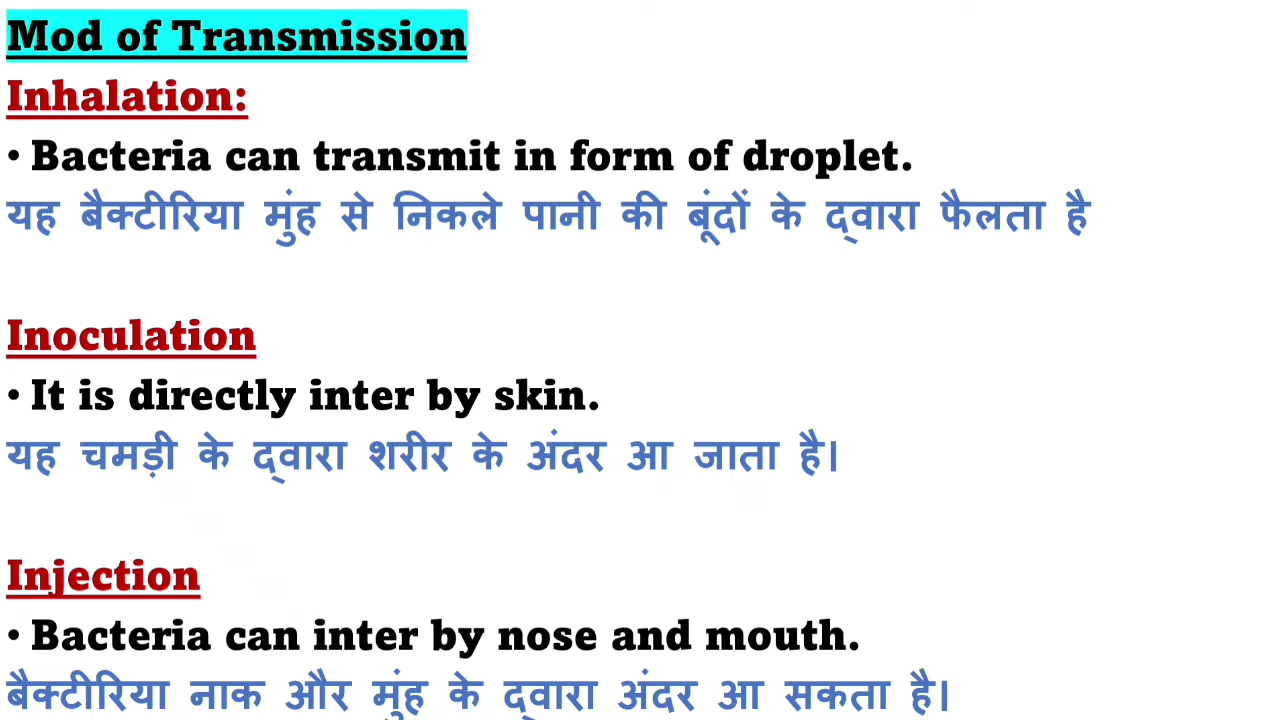 Mod of Transmission
Inhalation:
• Bacteria can transmit in form of droplet.
यह बैक्टीरिया मुंह से निकले पानी की बूंदों के द्वारा फैलता है
Inoculation
• It is directly inter by skin.
यह चमड़ी के द्वारा शरीर के अंदर आ जाता है।
Injection
• Bacteria can inter by nose and mouth.
बैक्टीरिया नाक और मुंह के द्वारा अंदर आ सकता है।